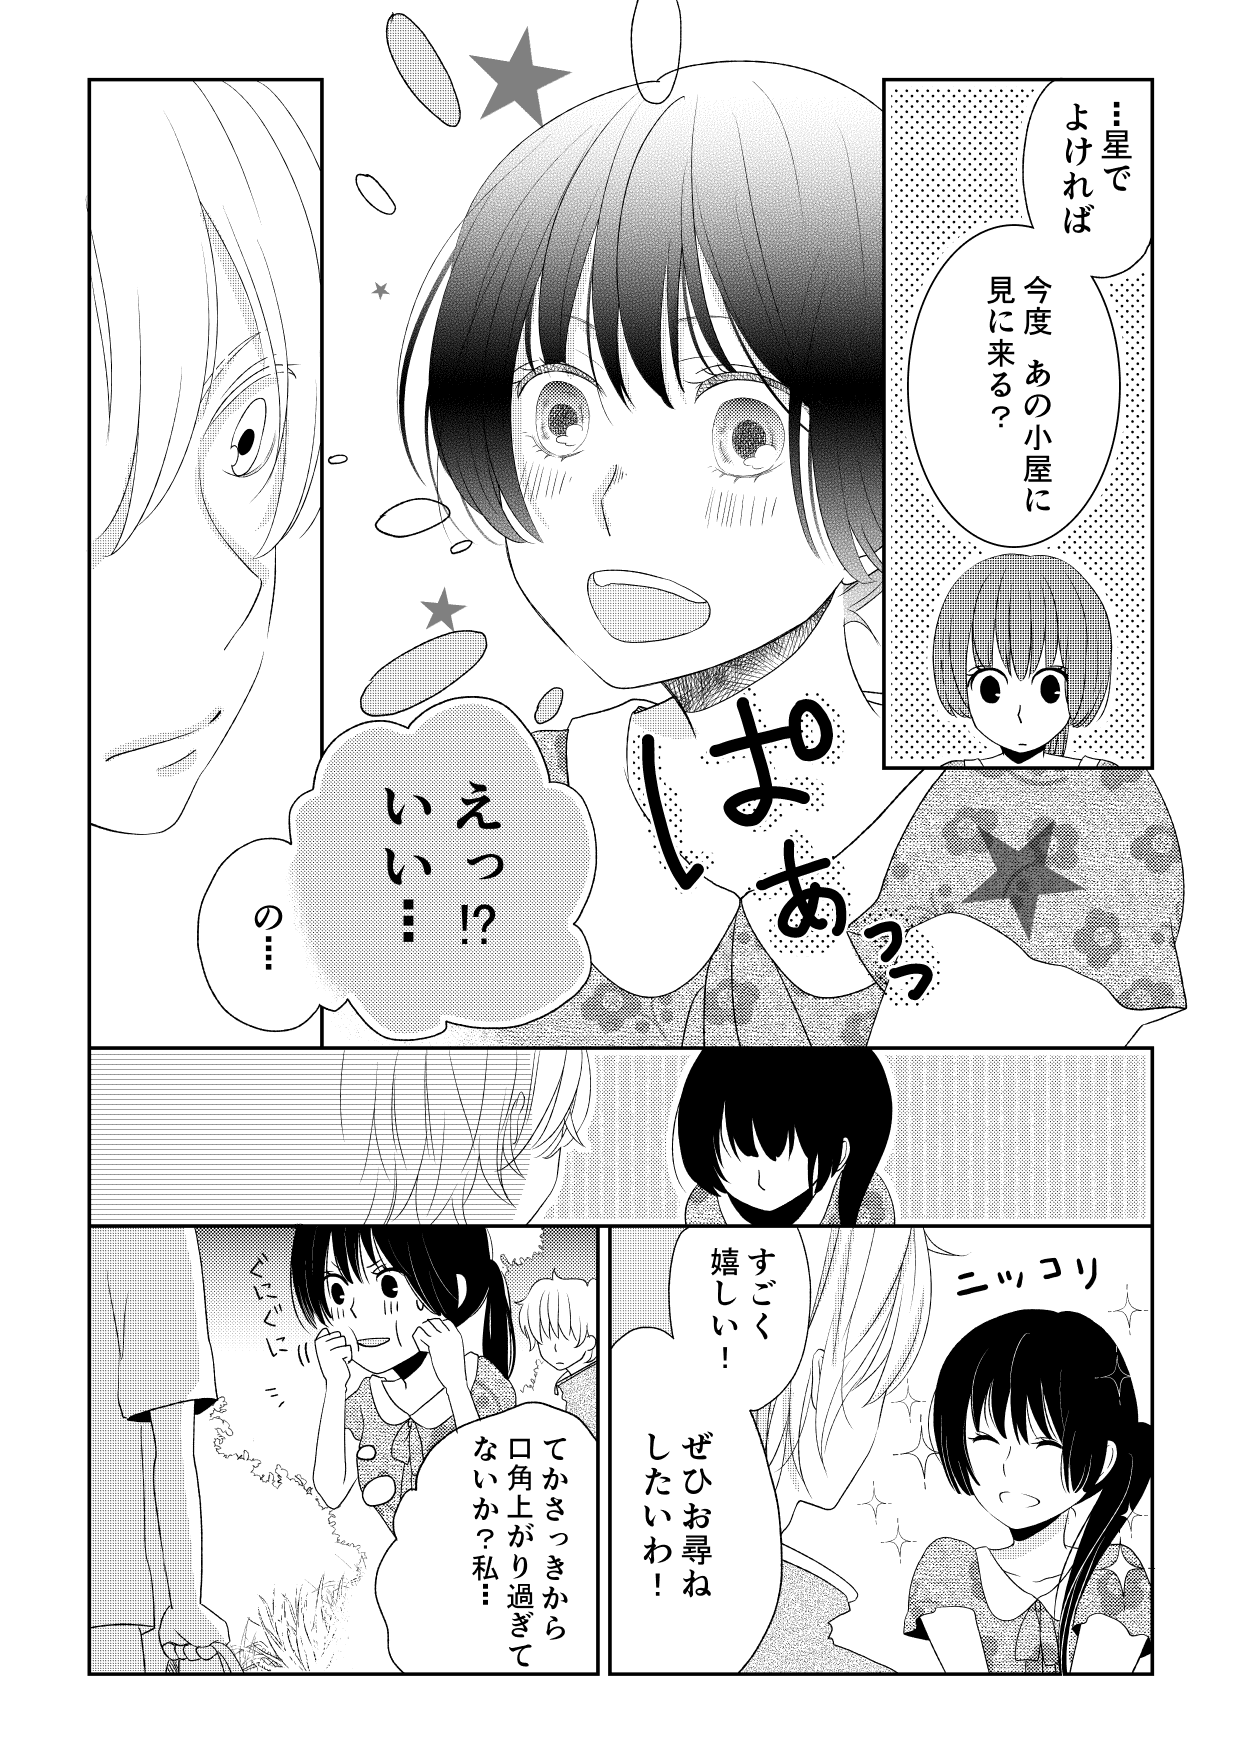 …星で
よければ
今度 あの小屋に
見に来る？
ぱあっっ
えっ⁉
いい…
の…
ニッコリ
すごく
嬉しい！
ぜひお尋ね
したいわ！
ぐにぐに
てかさっきから
口角上がり過ぎて
ないか？私…